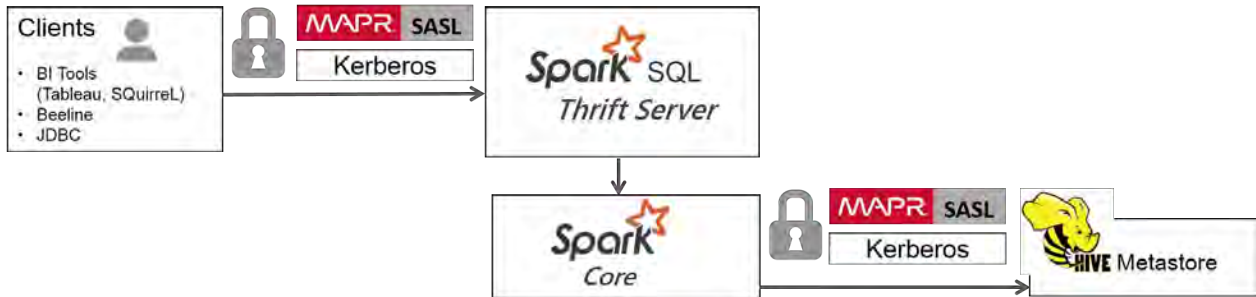 Clients
• BI Tools
(Tableau, SQuirreL)
• Beeline
• JDBC
MAPR SASL
Kerberos
Spark SQL
Thrift Server
Spark
Core
MAPR SASL
Kerberos
HIVE Metastore